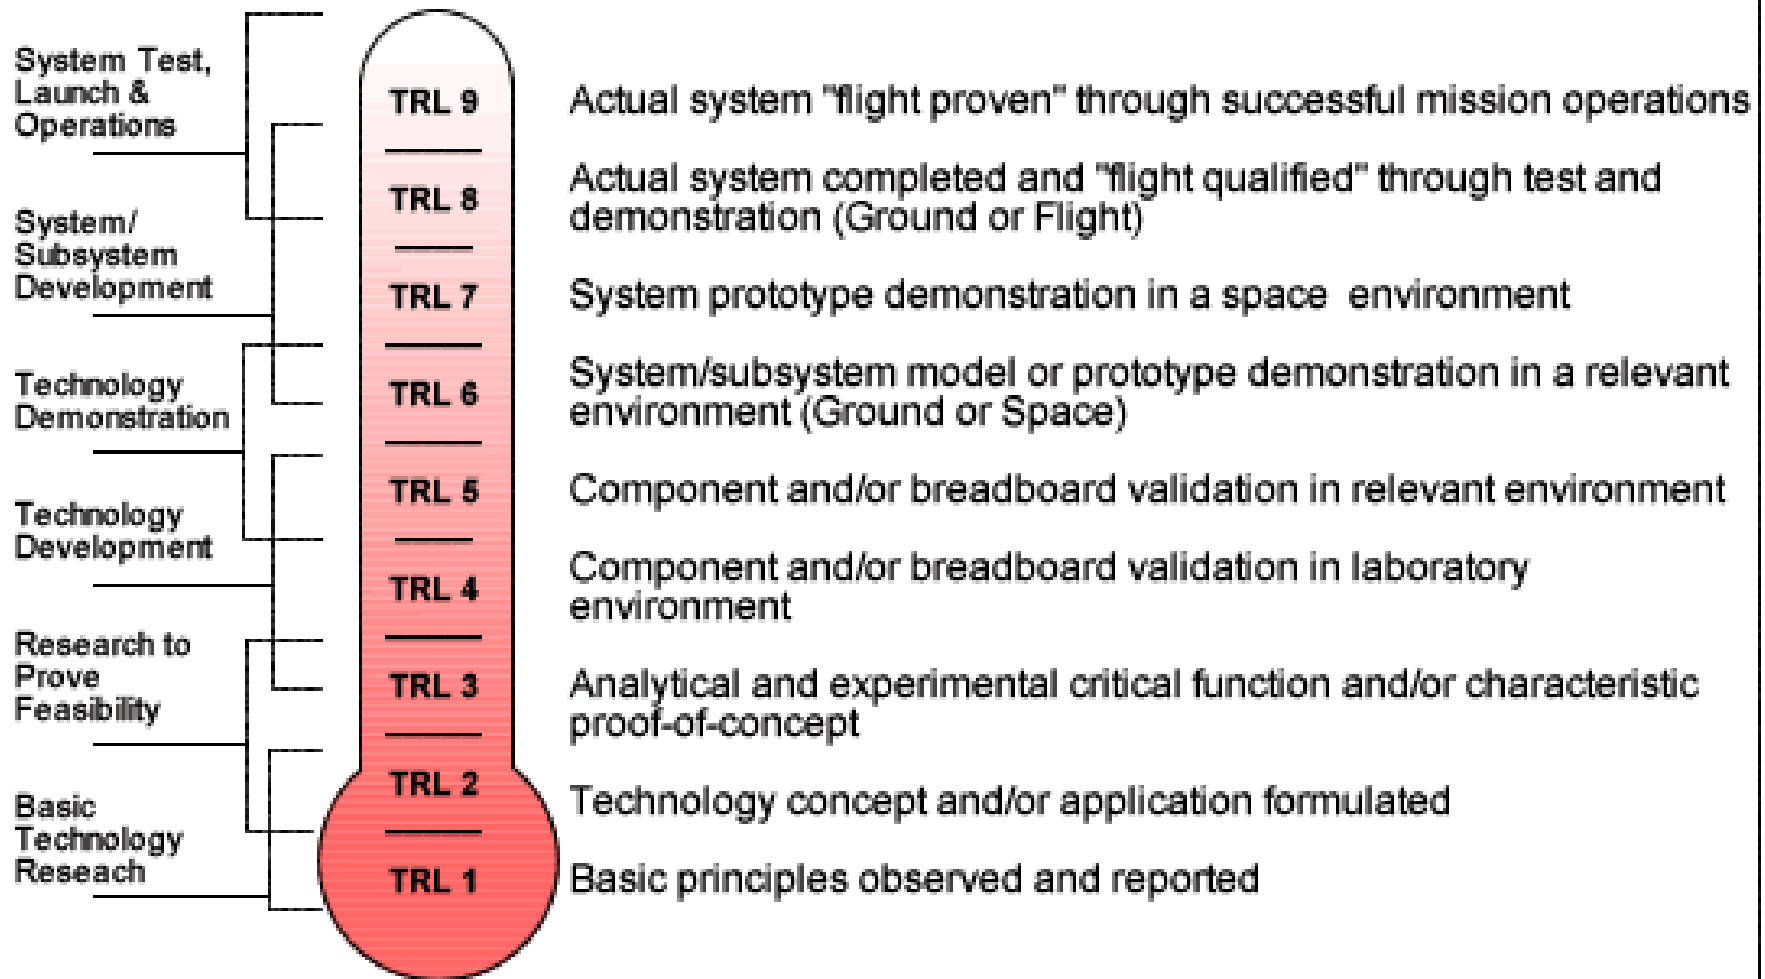 System Test,
Launch &
Operations
System/
Subsystem
Development
Technology
Demonstration
Technology
Development
Research to
Prove
Feasibility
Basic
Technology
Reseach
TRL 9
TRL 8
TRL 7
TRL 6
TRL 5
TRL 4
TRL 3
TRL 2
TRL 1
Actual system "flight proven" through successful mission operations
Actual system completed and "flight qualified" through test and
demonstration (Ground or Flight)
System prototype demonstration in a space environment
System/subsystem model or prototype demonstration in a relevant
environment (Ground or Space)
Component and/or breadboard validation in relevant environment
Component and/or breadboard validation in laboratory
environment
Analytical and experimental critical function and/or characteristic
proof-of-concept
Technology concept and/or application formulated
Basic principles observed and reported